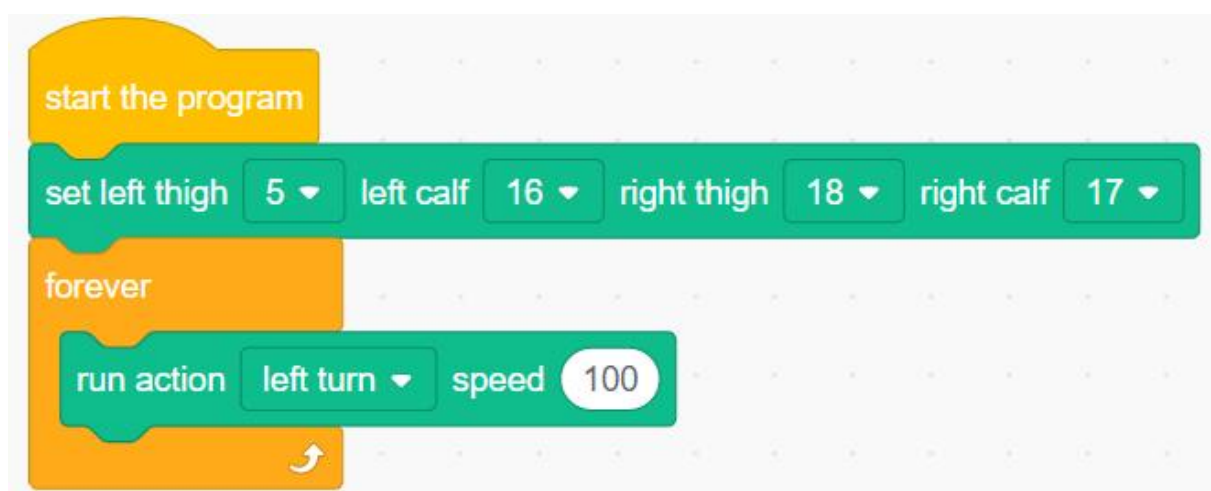 start the program
set left thigh 5 left calf 16 right thigh 18 right calf 17
forever
run action left turn speed 100